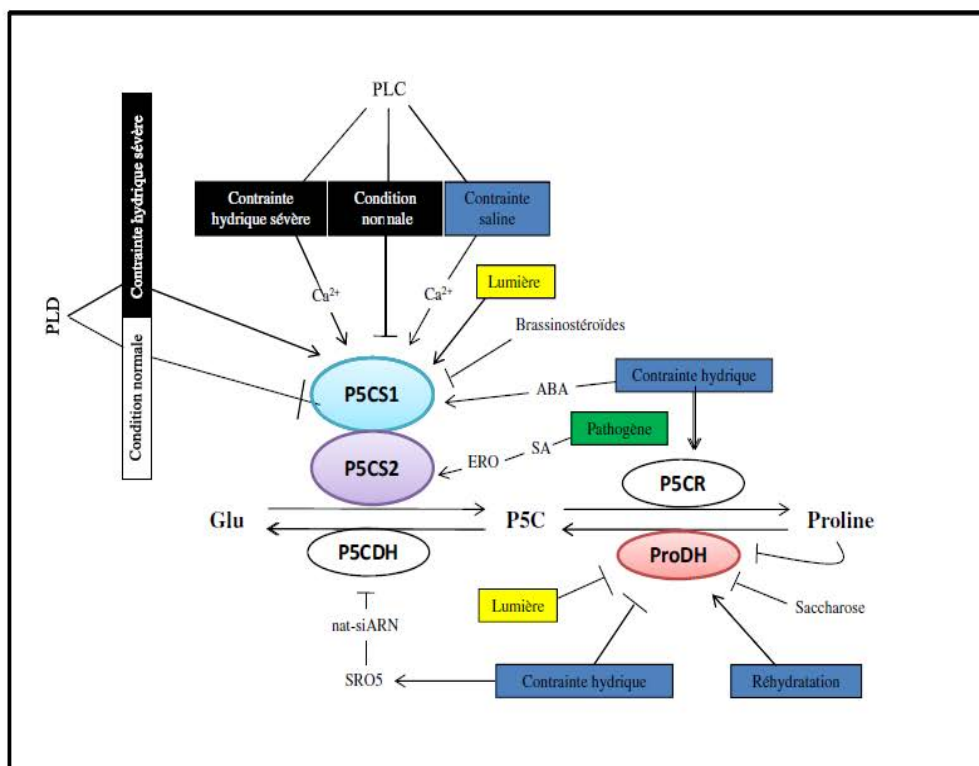 PLC
Contrainte hydrique sévère
Condition normale
PLD
Contrainte
hydrique sévère
Condition
normale
Contrainte
saline
Ca²⁺
Ca²⁺
Lumière
Brassinostéroïdes
P5CS1
ABA
Contrainte hydrique
Pathogène
SA
ERO
P5CS2
P5CR
Glu
P5C
Proline
P5CDH
ProDH
Lumière
Saccharose
nat-siARN
SRO5
Contrainte hydrique
Réhydratation